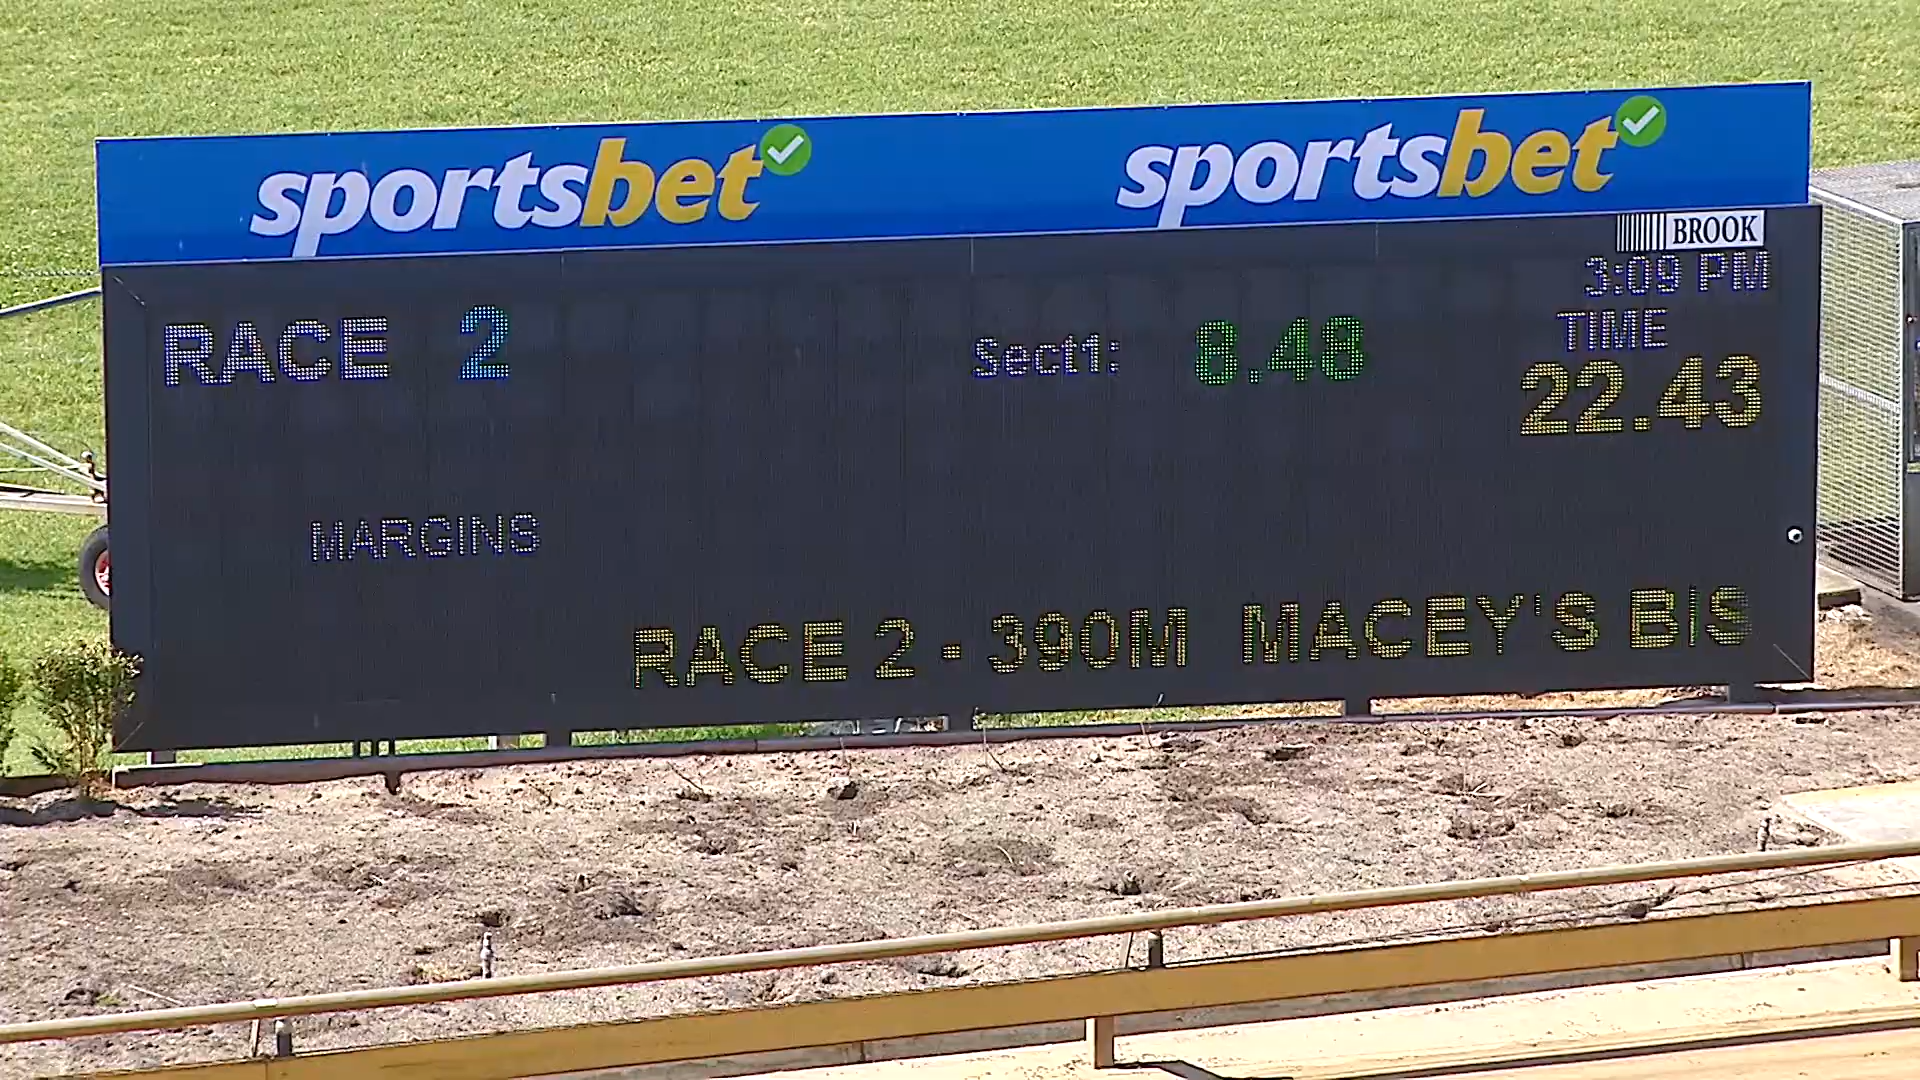 sportsbet sportsbet
BROOK
3:09 PM
RACE 2 Sect1: 8.48 TIME
22.43
MARGINS
RACE 2 - 390M MACEY'S BIS